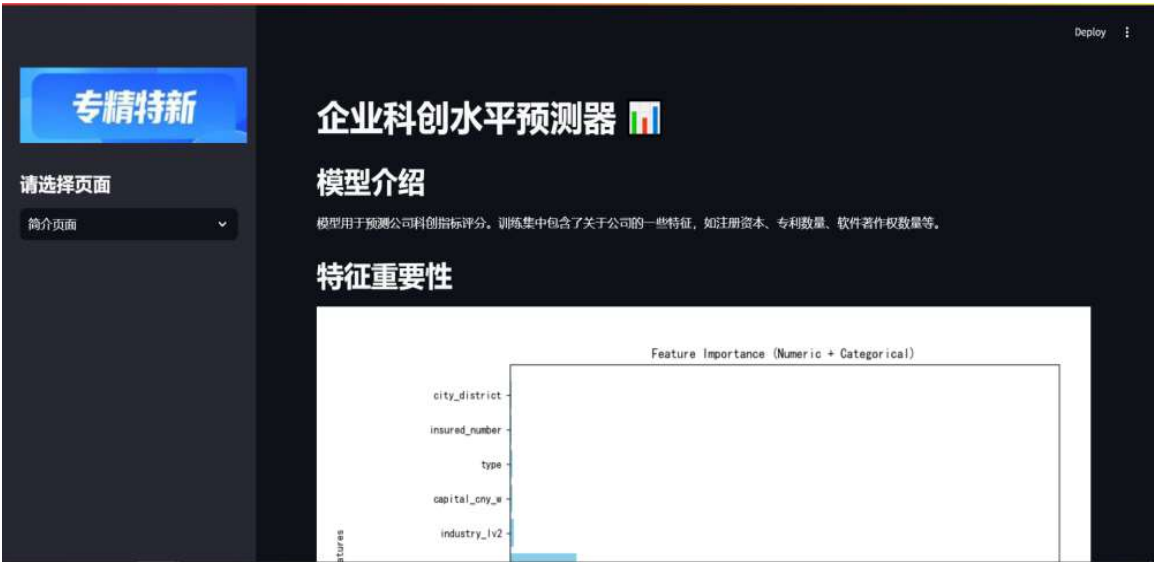 Deploy
专精特新
请选择页面
简介页面
企业科创水平预测器
模型介绍
模型用于预测公司科创指标评分。训练集中包含了关于公司的一些特征，如注册资本、专利数量、软件著作权数量等。
特征重要性
Feature Importance (Numeric + Categorical)
city_district
insured_number
type
capital_cny_w
industry_lv2